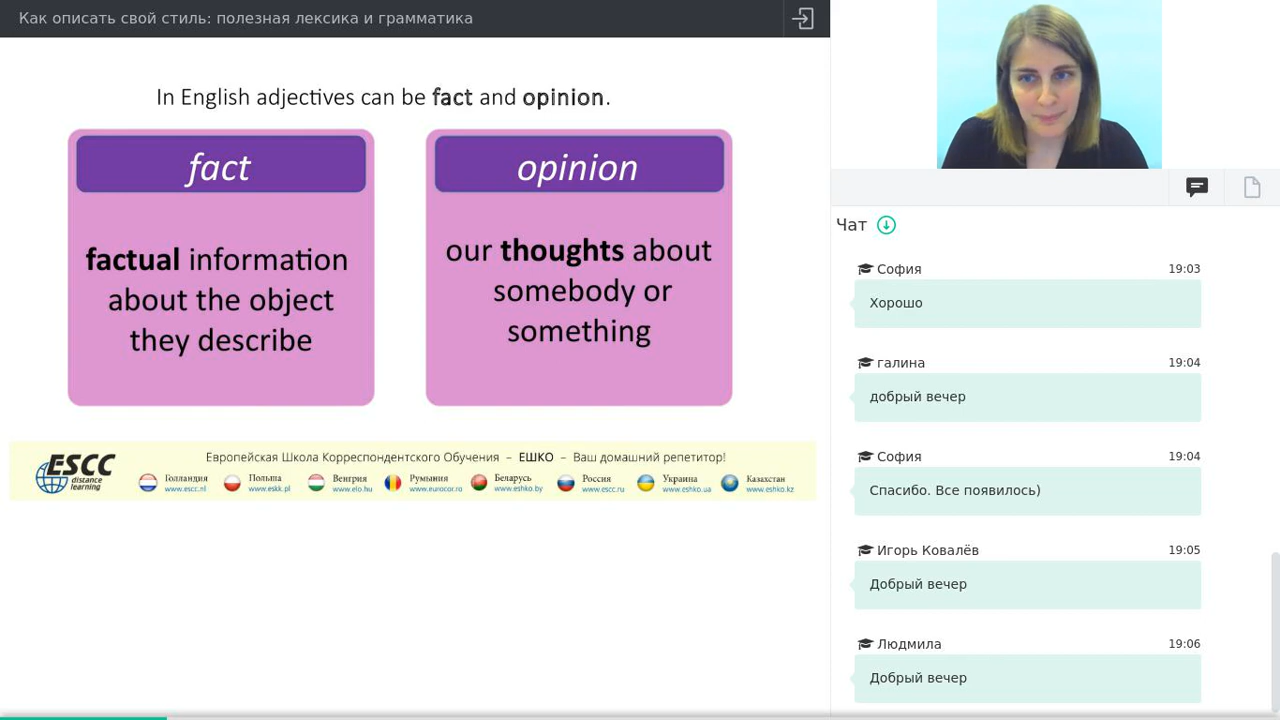 Как описать свой стиль: полезная лексика и грамматика
In English adjectives can be fact and opinion.
fact
factual information
about the object
they describe
opinion
our thoughts about
somebody or
something
ESCC
distance
learning
Европейская Школа Корреспондентского Обучения – ЕШКО – Ваш домашний репетитор!
Голландия
www.escc.nl
Польша
www.eskk.pl
Венгрия
www.elo.hu
Румыния
www.eurocor.ro
Беларусь
www.eshko.by
Россия
www.escc.ru
Украина
www.eshko.ua
Казахстан
www.eshko.kz
Чат
София 19:03
Хорошо
галина 19:04
добрый вечер
София 19:04
Спасибо. Все появилось)
Игорь Ковалёв 19:05
Добрый вечер
Людмила 19:06
Добрый вечер